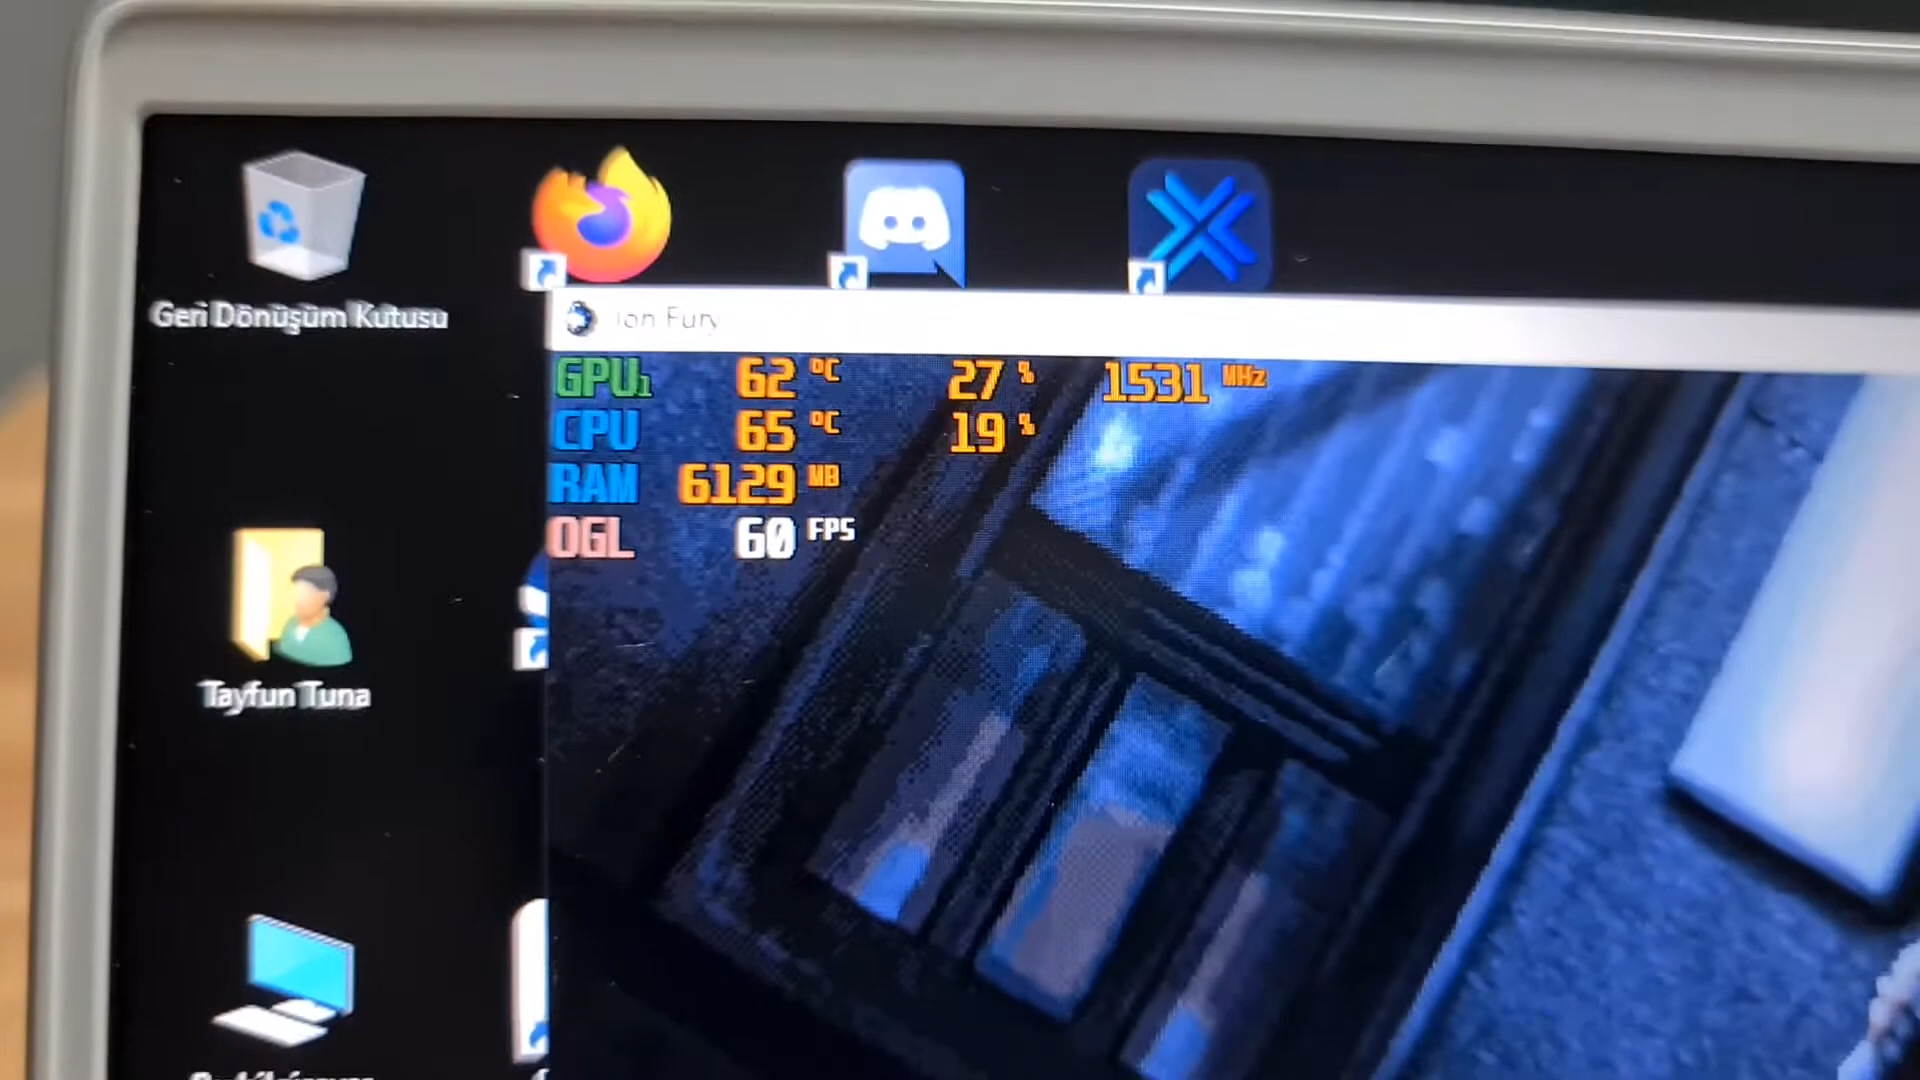 Geri Dönüşüm Kutusu
Ion Fury
GPU1 62 °C 27 % 1531 MHz
CPU 65 °C 19 %
RAM 6129 MB
OGL 60 FPS
Tayfun Tuna